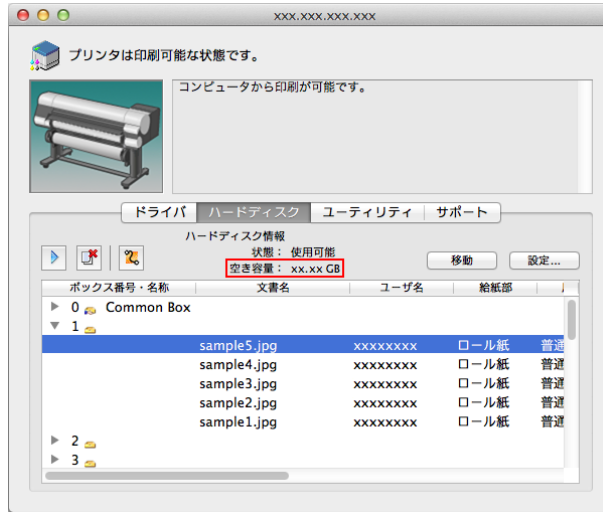 xxx.xxx.xxx.xxx
プリンタは印刷可能な状態です。
コンピュータから印刷が可能です。
ドライバ ハードディスク ユーティリティ サポート
ハードディスク情報
状態： 使用可能
空き容量： xx.xx GB
移動 設定...
ボックス番号・名称 文書名 ユーザ名 給紙部
0 Common Box
1
sample5.jpg xxxxxxxx ロール紙 普通
sample4.jpg xxxxxxxx ロール紙 普通
sample3.jpg xxxxxxxx ロール紙 普通
sample2.jpg xxxxxxxx ロール紙 普通
sample1.jpg xxxxxxxx ロール紙 普通
2
3